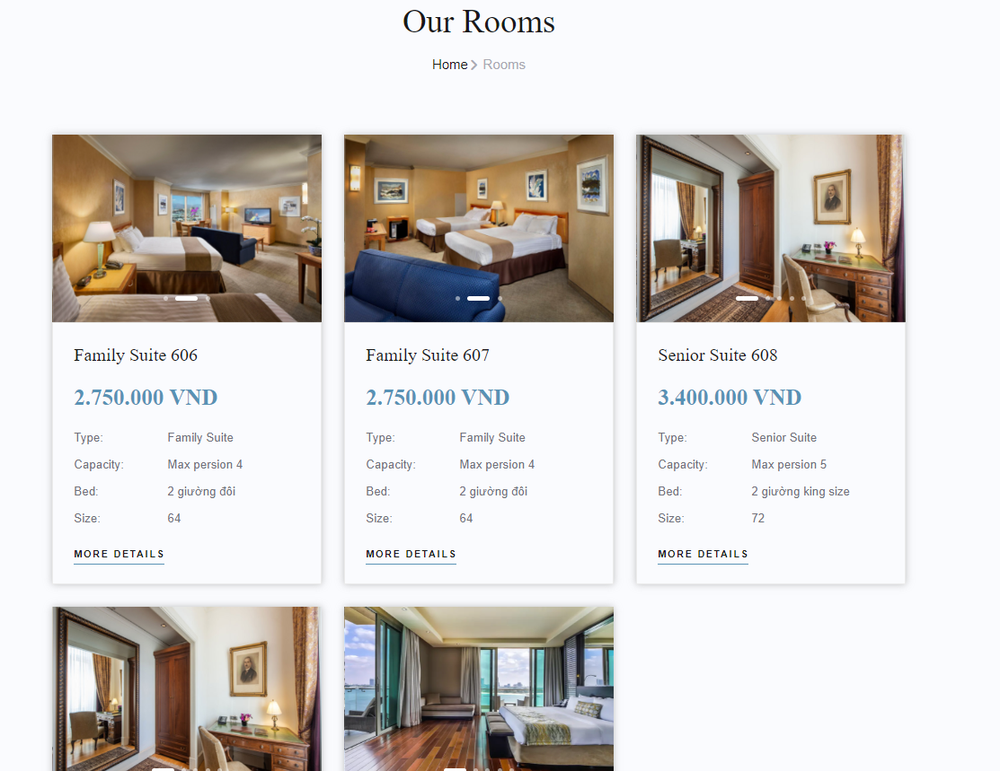 Our Rooms
Home > Rooms
Family Suite 606
2.750.000 VND
Type: Family Suite
Capacity: Max persion 4
Bed: 2 giường đôi
Size: 64
MORE DETAILS
Family Suite 607
2.750.000 VND
Type: Family Suite
Capacity: Max persion 4
Bed: 2 giường đôi
Size: 64
MORE DETAILS
Senior Suite 608
3.400.000 VND
Type: Senior Suite
Capacity: Max persion 5
Bed: 2 giường king size
Size: 72
MORE DETAILS